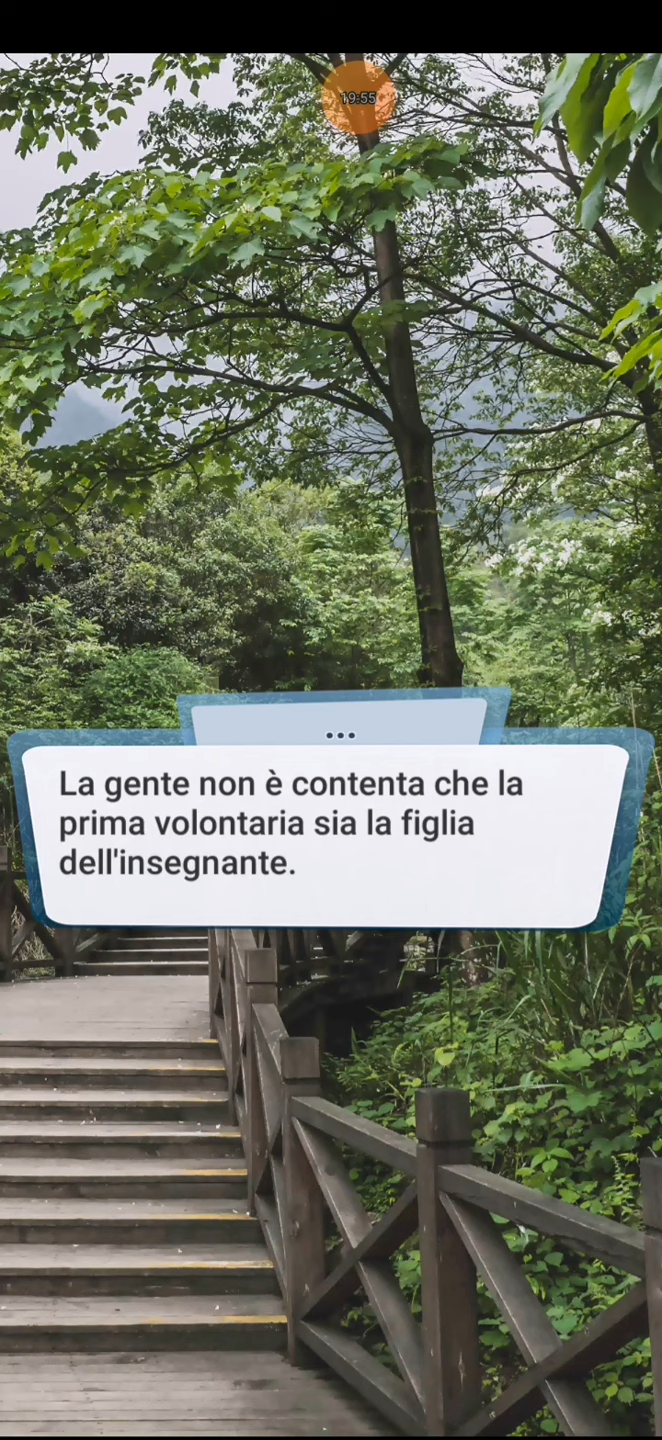 19:55
...
La gente non è contenta che la
prima volontaria sia la figlia
dell'insegnante.